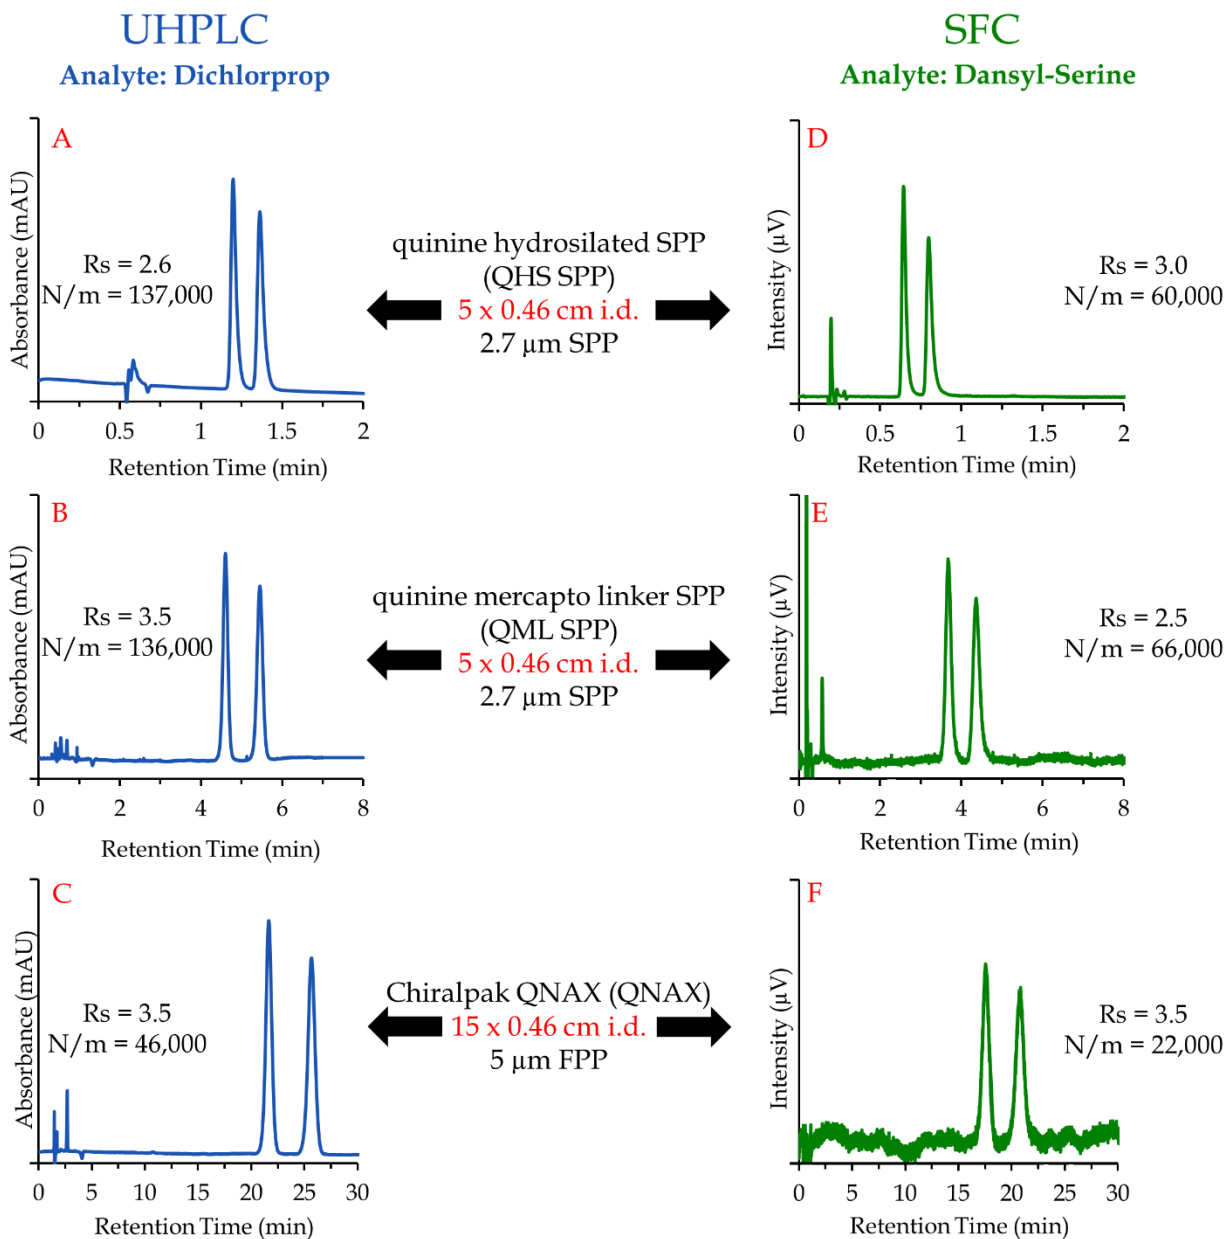 UHPLC
Analyte: Dichlorprop
SFC
Analyte: Dansyl-Serine
A
Absorbance (mAU)
Rs = 2.6
N/m = 137,000
0 0.5 1 1.5 2
Retention Time (min)
quinine hydrosilated SPP
(QHS SPP)
5 x 0.46 cm i.d.
2.7 µm SPP
D
Intensity (µV)
Rs = 3.0
N/m = 60,000
0 0.5 1 1.5 2
Retention Time (min)
B
Absorbance (mAU)
Rs = 3.5
N/m = 136,000
0 2 4 6 8
Retention Time (min)
quinine mercapto linker SPP
(QML SPP)
5 x 0.46 cm i.d.
2.7 µm SPP
E
Intensity (µV)
Rs = 2.5
N/m = 66,000
0 2 4 6 8
Retention Time (min)
C
Absorbance (mAU)
Rs = 3.5
N/m = 46,000
0 5 10 15 20 25 30
Retention Time (min)
Chiralpak QNAX (QNAX)
15 x 0.46 cm i.d.
5 µm FPP
F
Intensity (µV)
Rs = 3.5
N/m = 22,000
0 5 10 15 20 25 30
Retention Time (min)